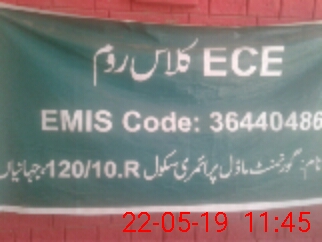 ECE کلاس روم
EMIS Code: 36440486
نام: گورنمنٹ ماڈل پرائمری سکول 120/10.R، جہانیاں
22-05-19 11:45